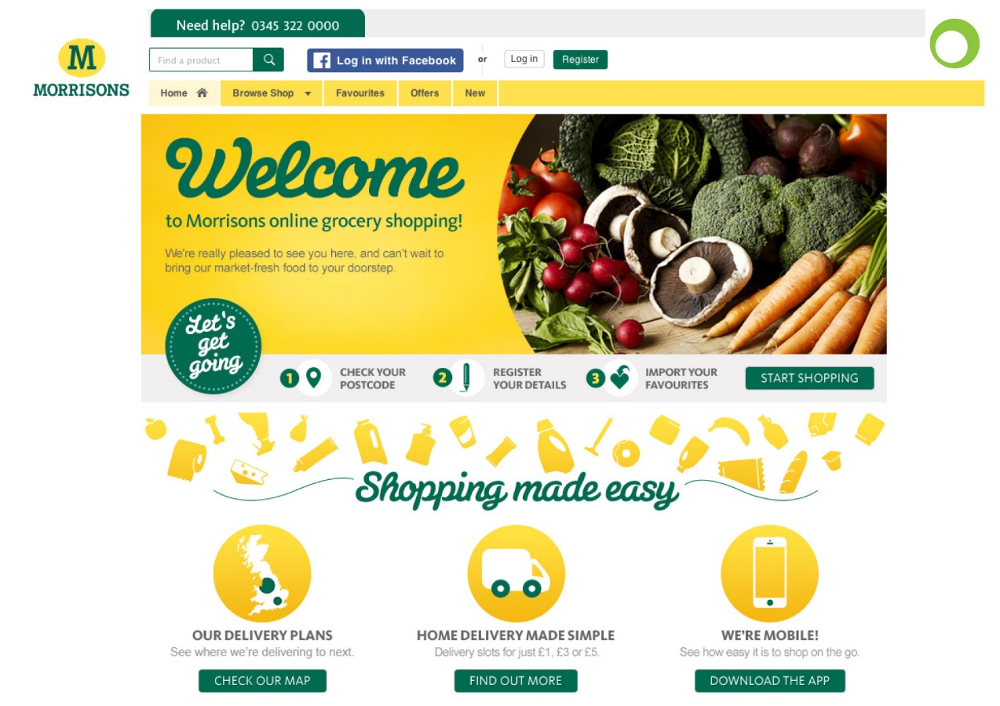 Need help? 0345 322 0000
M
MORRISONS
Find a product
Log in with Facebook
or
Log in
Register
Home
Browse Shop
Favourites
Offers
New
Welcome
to Morrisons online grocery shopping!
We're really pleased to see you here, and can't wait to
bring our market-fresh food to your doorstep.
Let's
get
going
1
CHECK YOUR
POSTCODE
2
REGISTER
YOUR DETAILS
3
IMPORT YOUR
FAVOURITES
START SHOPPING
Shopping made easy
OUR DELIVERY PLANS
See where we're delivering to next.
CHECK OUR MAP
HOME DELIVERY MADE SIMPLE
Delivery slots for just £1, £3 or £5.
FIND OUT MORE
WE'RE MOBILE!
See how easy it is to shop on the go.
DOWNLOAD THE APP